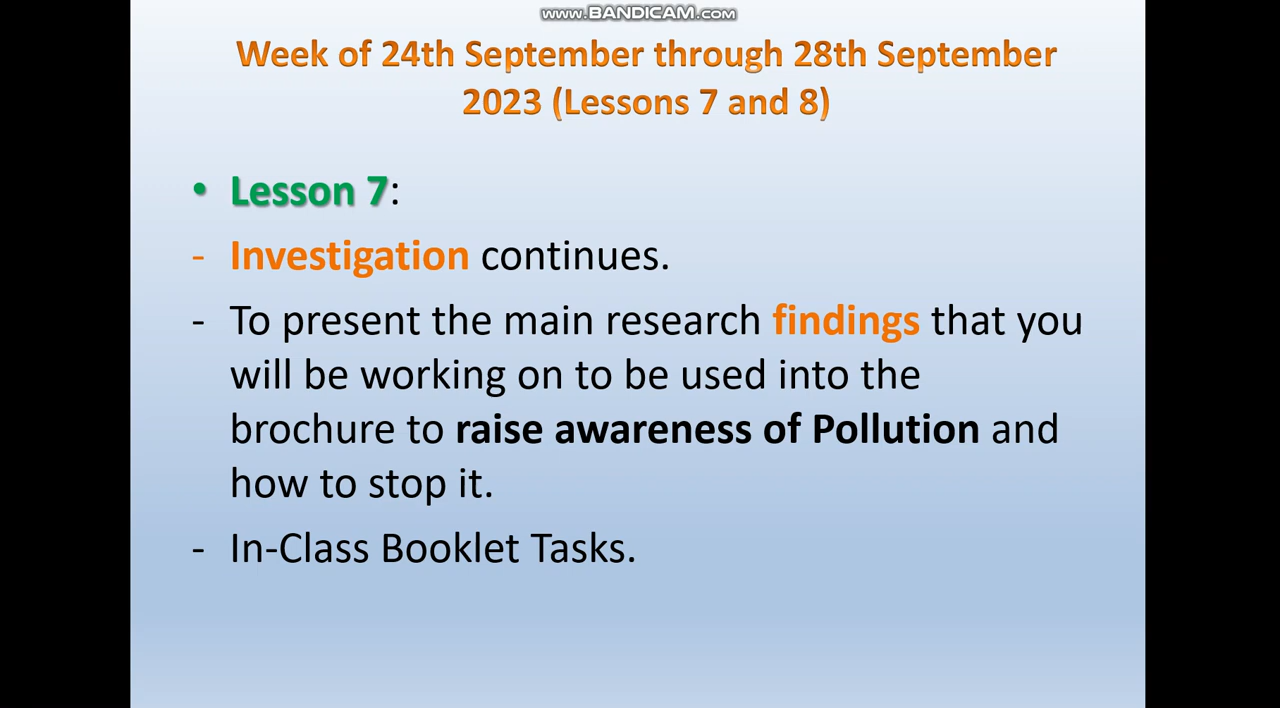 www.BANDICAM.com
Week of 24th September through 28th September
2023 (Lessons 7 and 8)
• Lesson 7:
- Investigation continues.
- To present the main research findings that you
will be working on to be used into the
brochure to raise awareness of Pollution and
how to stop it.
- In-Class Booklet Tasks.